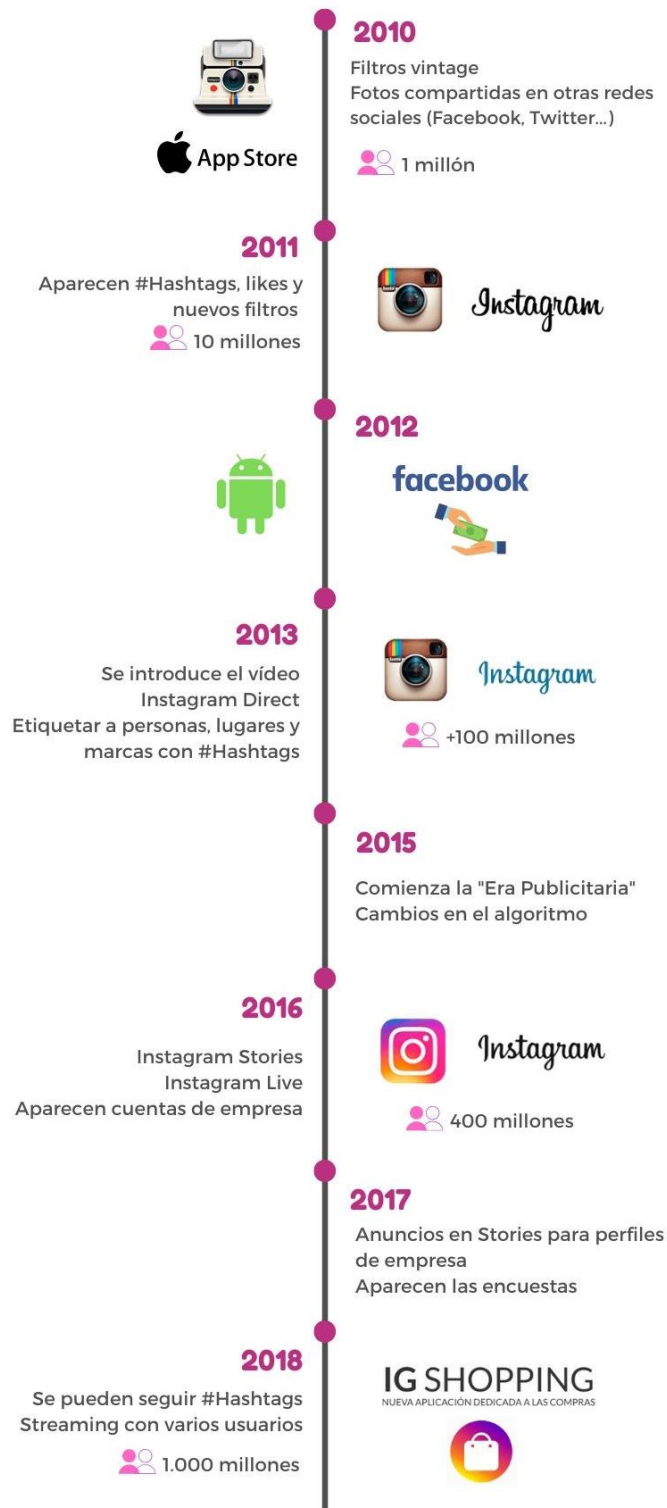 2010
Filtros vintage
Fotos compartidas en otras redes
sociales (Facebook, Twitter...)
1 millón
App Store
2011
Aparecen #Hashtags, likes y
nuevos filtros
10 millones
Instagram
2012
facebook
2013
Se introduce el vídeo
Instagram Direct
Etiquetar a personas, lugares y
marcas con #Hashtags
Instagram
+100 millones
2015
Comienza la "Era Publicitaria"
Cambios en el algoritmo
2016
Instagram Stories
Instagram Live
Aparecen cuentas de empresa
Instagram
400 millones
2017
Anuncios en Stories para perfiles
de empresa
Aparecen las encuestas
2018
Se pueden seguir #Hashtags
Streaming con varios usuarios
1.000 millones
IG SHOPPING
NUEVA APLICACIÓN DEDICADA A LAS COMPRAS